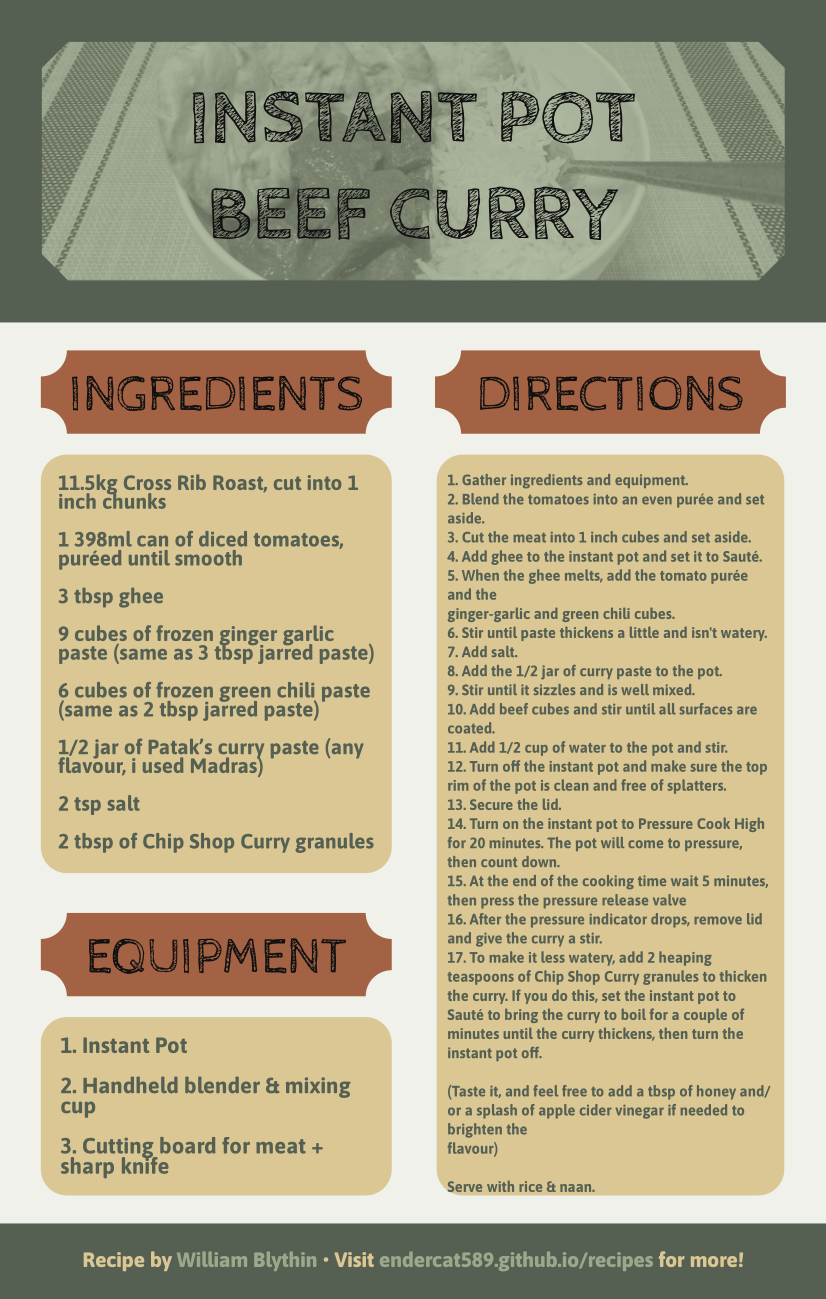 INSTANT POT
BEEF CURRY
INGREDIENTS
11.5kg Cross Rib Roast, cut into 1
inch chunks
1 398ml can of diced tomatoes,
puréed until smooth
3 tbsp ghee
9 cubes of frozen ginger garlic
paste (same as 3 tbsp jarred paste)
6 cubes of frozen green chili paste
(same as 2 tbsp jarred paste)
1/2 jar of Patak’s curry paste (any
flavour, i used Madras)
2 tsp salt
2 tbsp of Chip Shop Curry granules
EQUIPMENT
1. Instant Pot
2. Handheld blender & mixing
cup
3. Cutting board for meat +
sharp knife
DIRECTIONS
1. Gather ingredients and equipment.
2. Blend the tomatoes into an even purée and set
aside.
3. Cut the meat into 1 inch cubes and set aside.
4. Add ghee to the instant pot and set it to Sauté.
5. When the ghee melts, add the tomato purée
and the
ginger-garlic and green chili cubes.
6. Stir until paste thickens a little and isn't watery.
7. Add salt.
8. Add the 1/2 jar of curry paste to the pot.
9. Stir until it sizzles and is well mixed.
10. Add beef cubes and stir until all surfaces are
coated.
11. Add 1/2 cup of water to the pot and stir.
12. Turn off the instant pot and make sure the top
rim of the pot is clean and free of splatters.
13. Secure the lid.
14. Turn on the instant pot to Pressure Cook High
for 20 minutes. The pot will come to pressure,
then count down.
15. At the end of the cooking time wait 5 minutes,
then press the pressure release valve
16. After the pressure indicator drops, remove lid
and give the curry a stir.
17. To make it less watery, add 2 heaping
teaspoons of Chip Shop Curry granules to thicken
the curry. If you do this, set the instant pot to
Sauté to bring the curry to boil for a couple of
minutes until the curry thickens, then turn the
instant pot off.
(Taste it, and feel free to add a tbsp of honey and/
or a splash of apple cider vinegar if needed to
brighten the
flavour)
Serve with rice & naan.
Recipe by William Blythin • Visit endercat589.github.io/recipes for more!